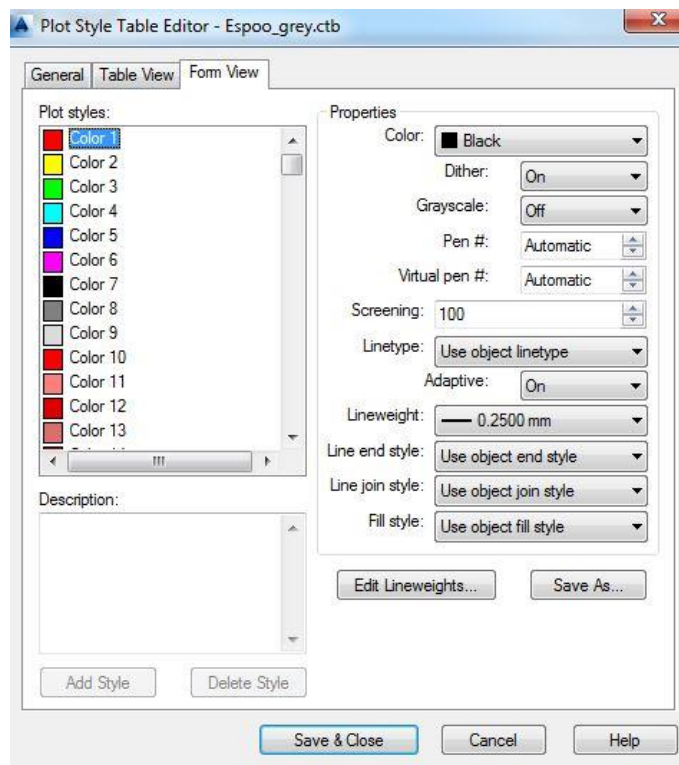 Plot Style Table Editor - Espoo_grey.ctb
General Table View Form View
Plot styles:
Color 1
Color 2
Color 3
Color 4
Color 5
Color 6
Color 7
Color 8
Color 9
Color 10
Color 11
Color 12
Color 13
Description:
Add Style Delete Style
Properties
Color: Black
Dither: On
Grayscale: Off
Pen #: Automatic
Virtual pen #: Automatic
Screening: 100
Linetype: Use object linetype
Adaptive: On
Lineweight: 0.2500 mm
Line end style: Use object end style
Line join style: Use object join style
Fill style: Use object fill style
Edit Lineweights... Save As...
Save & Close Cancel Help